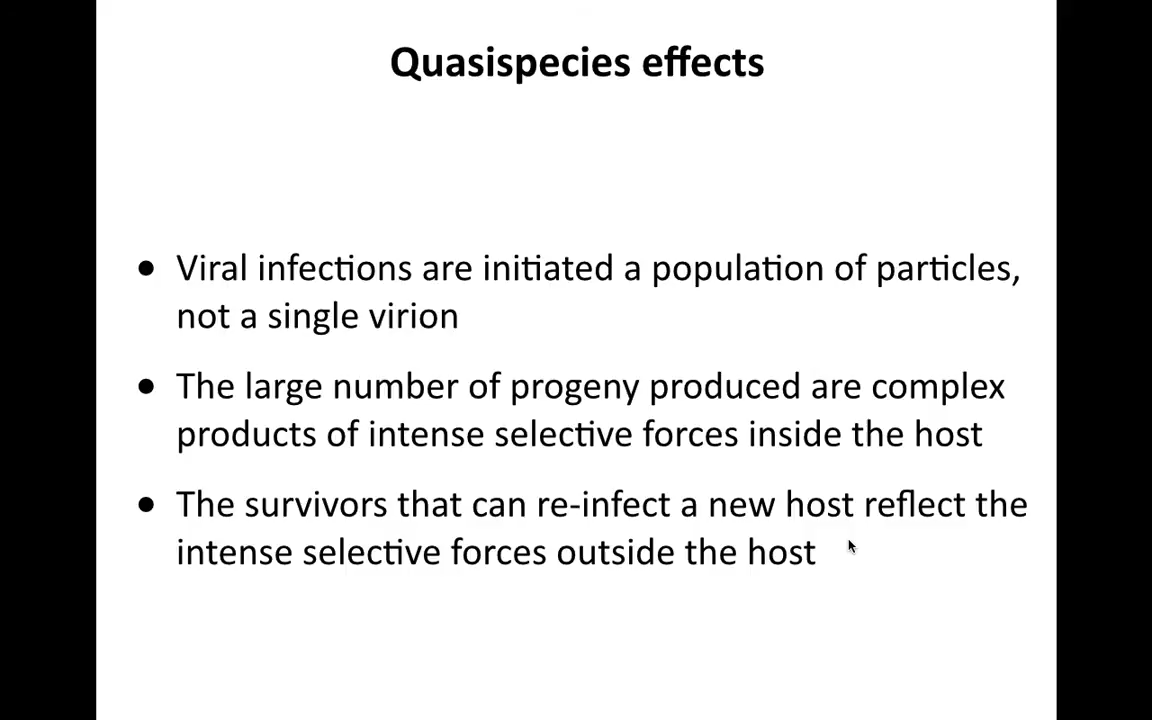 Quasispecies effects
• Viral infections are initiated a population of particles,
not a single virion
• The large number of progeny produced are complex
products of intense selective forces inside the host
• The survivors that can re-infect a new host reflect the
intense selective forces outside the host